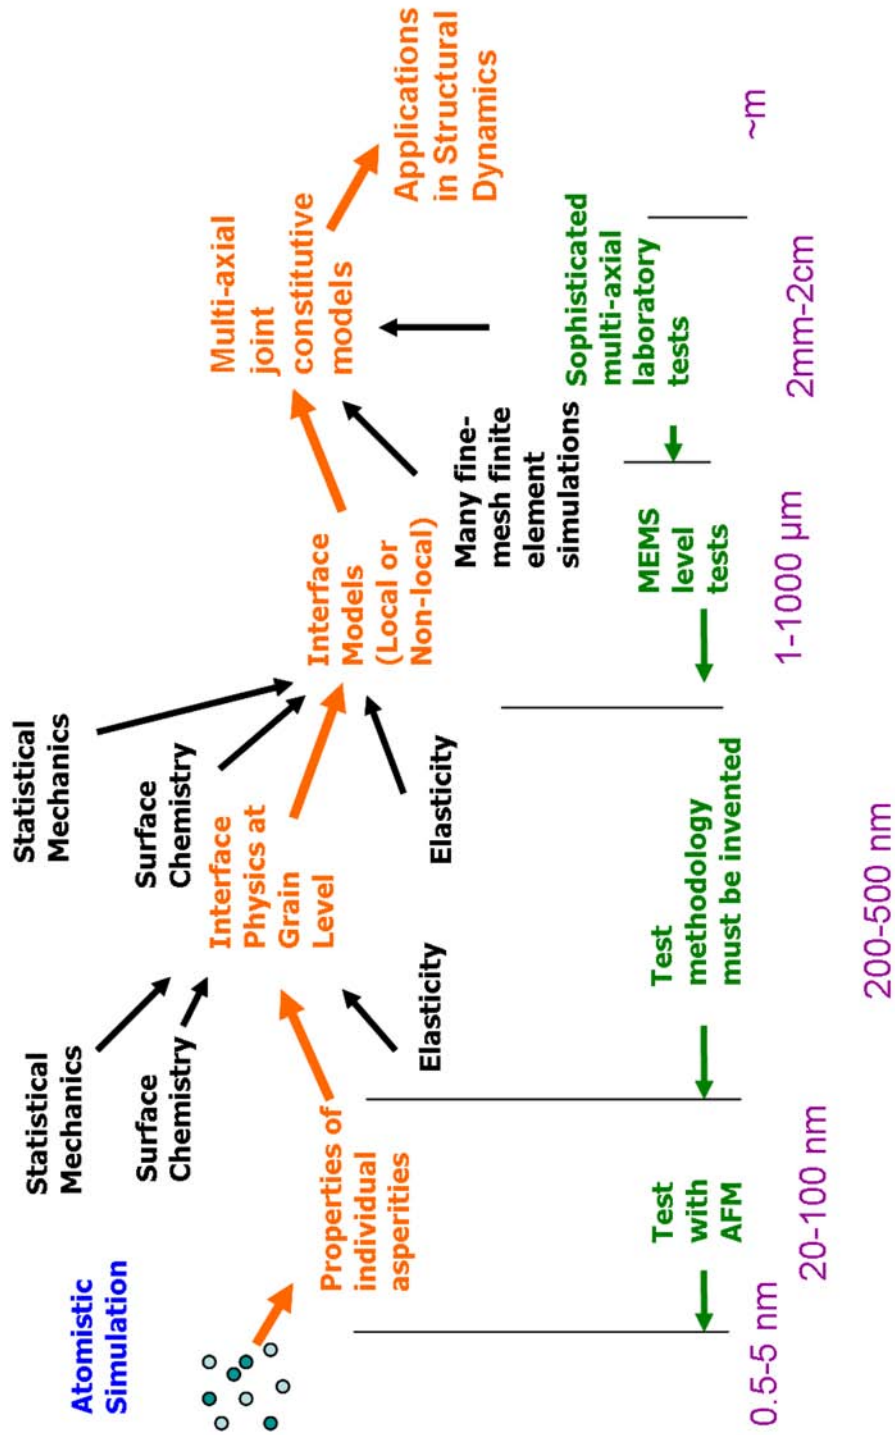 Atomistic
Simulation
Statistical
Mechanics
Surface
Chemistry
Properties of
individual
asperities
Elasticity
Interface
Physics at
Grain
Level
Statistical
Mechanics
Surface
Chemistry
Elasticity
Interface
Models
(Local or
Non-local)
Many fine-
mesh finite
element
simulations
Multi-axial
joint
constitutive
models
Applications
in Structural
Dynamics
Test
with
AFM
Test
methodology
must be invented
MEMS
level
tests
Sophisticated
multi-axial
laboratory
tests
0.5-5 nm
20-100 nm
200-500 nm
1-1000 µm
2mm-2cm
~m